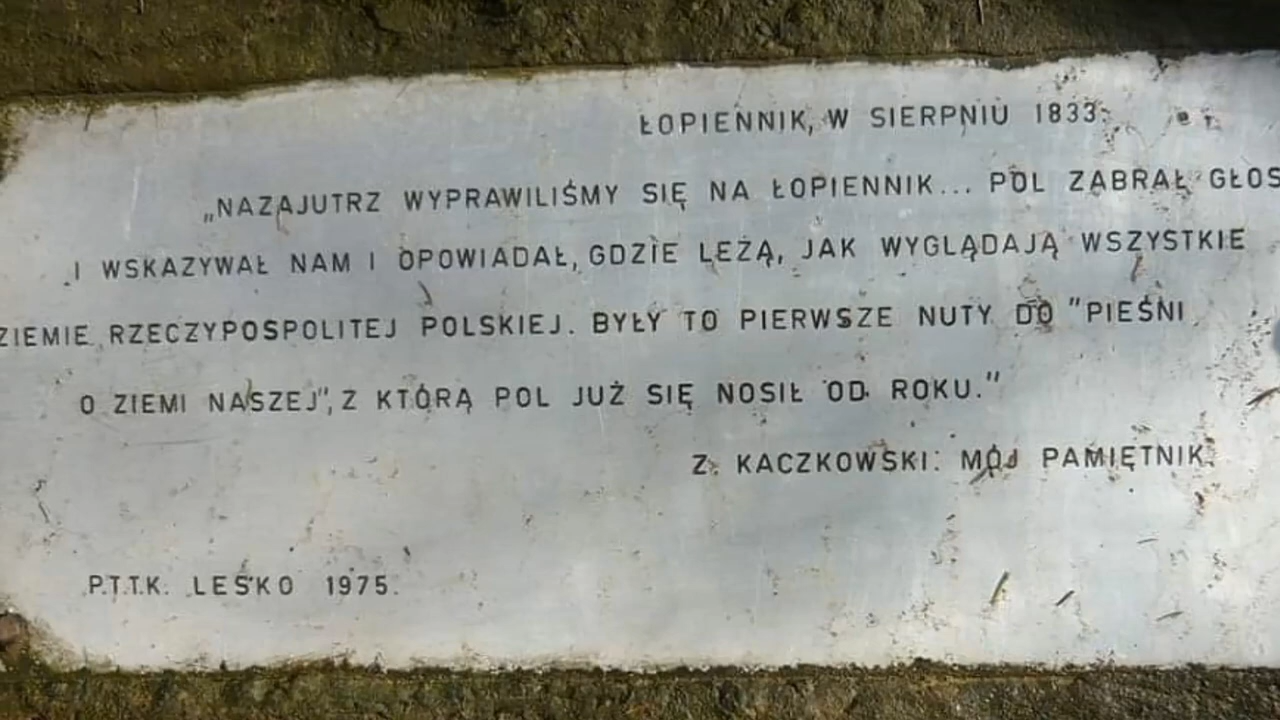 ŁOPIENNIK, W SIERPNIU 1833.
„NAZAJUTRZ WYPRAWILIŚMY SIĘ NA ŁOPIENNIK... POL ZABRAŁ GŁOS
I WSKAZYWAŁ NAM I OPOWIADAŁ, GDZIE LEŻĄ, JAK WYGLĄDAJĄ WSZYSTKIE
ZIEMIE RZECZYPOSPOLITEJ POLSKIEJ. BYŁY TO PIERWSZE NUTY DO "PIEŚNI
O ZIEMI NASZEJ", Z KTÓRĄ POL JUŻ SIĘ NOSIŁ OD ROKU."
Z. KACZKOWSKI: MÓJ PAMIĘTNIK.
P.T.T.K. LESKO 1975.